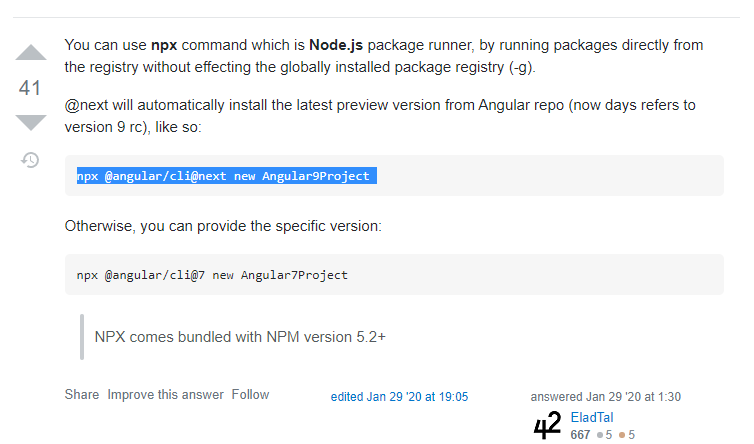 You can use npx command which is Node.js package runner, by running packages directly from
the registry without effecting the globally installed package registry (-g).
41
@next will automatically install the latest preview version from Angular repo (now days refers to
version 9 rc), like so:
npx @angular/cli@next new Angular9Project
Otherwise, you can provide the specific version:
npx @angular/cli@7 new Angular7Project
NPX comes bundled with NPM version 5.2+
Share Improve this answer Follow edited Jan 29 '20 at 19:05 answered Jan 29 '20 at 1:30
42 EladTal
667 5 5